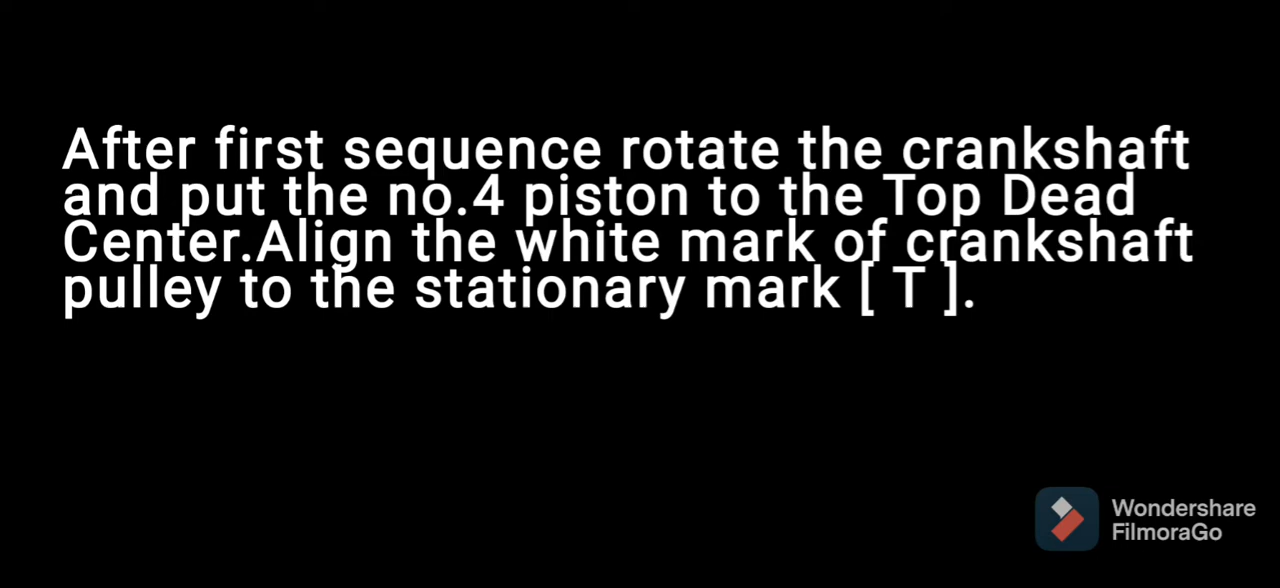 After first sequence rotate the crankshaft
and put the no.4 piston to the Top Dead
Center.Align the white mark of crankshaft
pulley to the stationary mark [ T ].
Wondershare
FilmoraGo